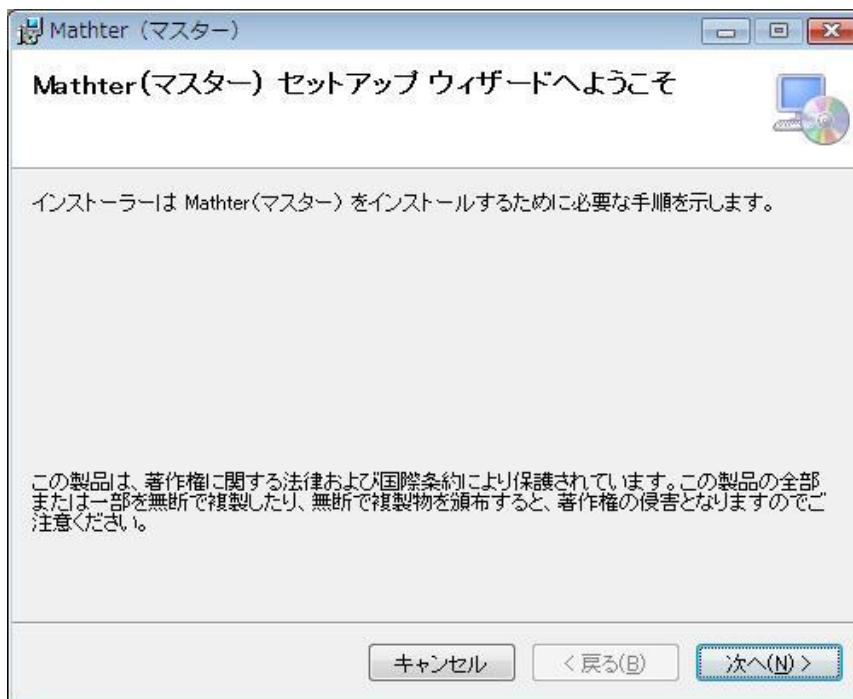 Mathter (マスター)
Mathter(マスター) セットアップ ウィザードへようこそ
インストーラーは Mathter(マスター) をインストールするために必要な手順を示します。
この製品は、著作権に関する法律および国際条約により保護されています。この製品の全部
または一部を無断で複製したり、無断で複製物を頒布すると、著作権の侵害となりますのでご
注意ください。
キャンセル
< 戻る(B)
次へ(N) >